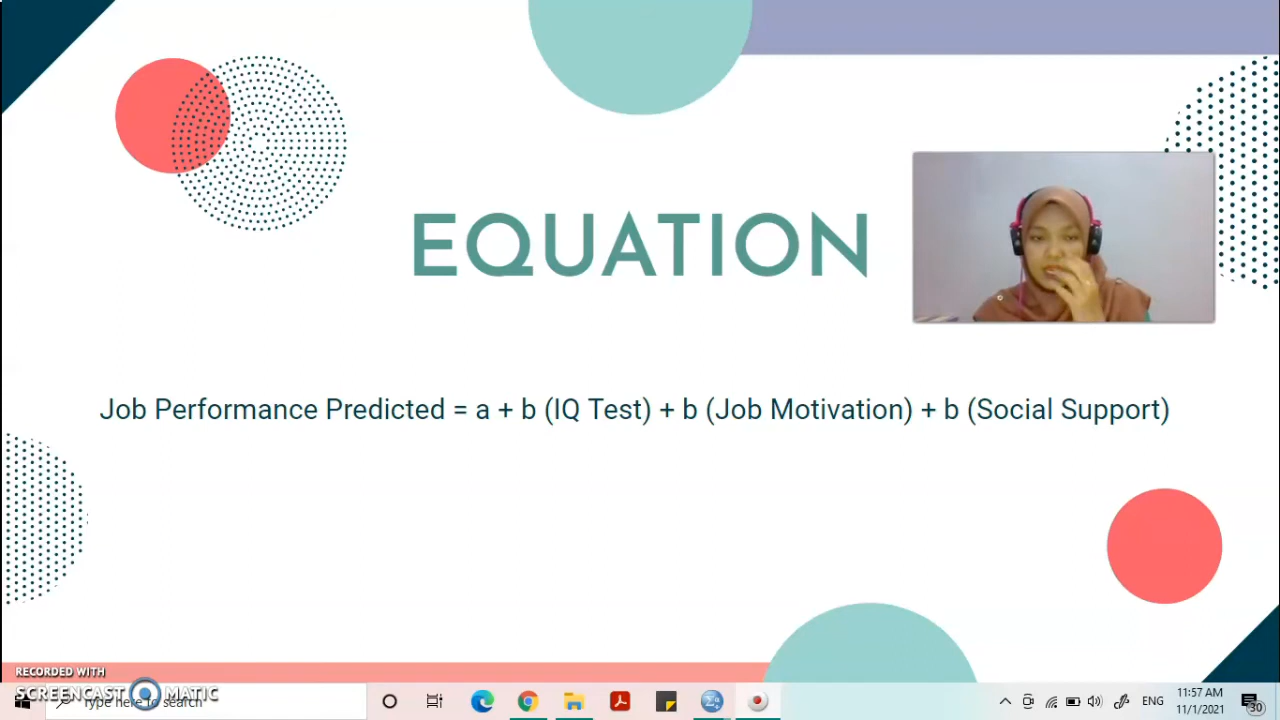 EQUATION
Job Performance Predicted = a + b (IQ Test) + b (Job Motivation) + b (Social Support)
RECORDED WITH
SCREENCAST MATIC
Type here to search
ENG
11:57 AM
11/1/2021
30